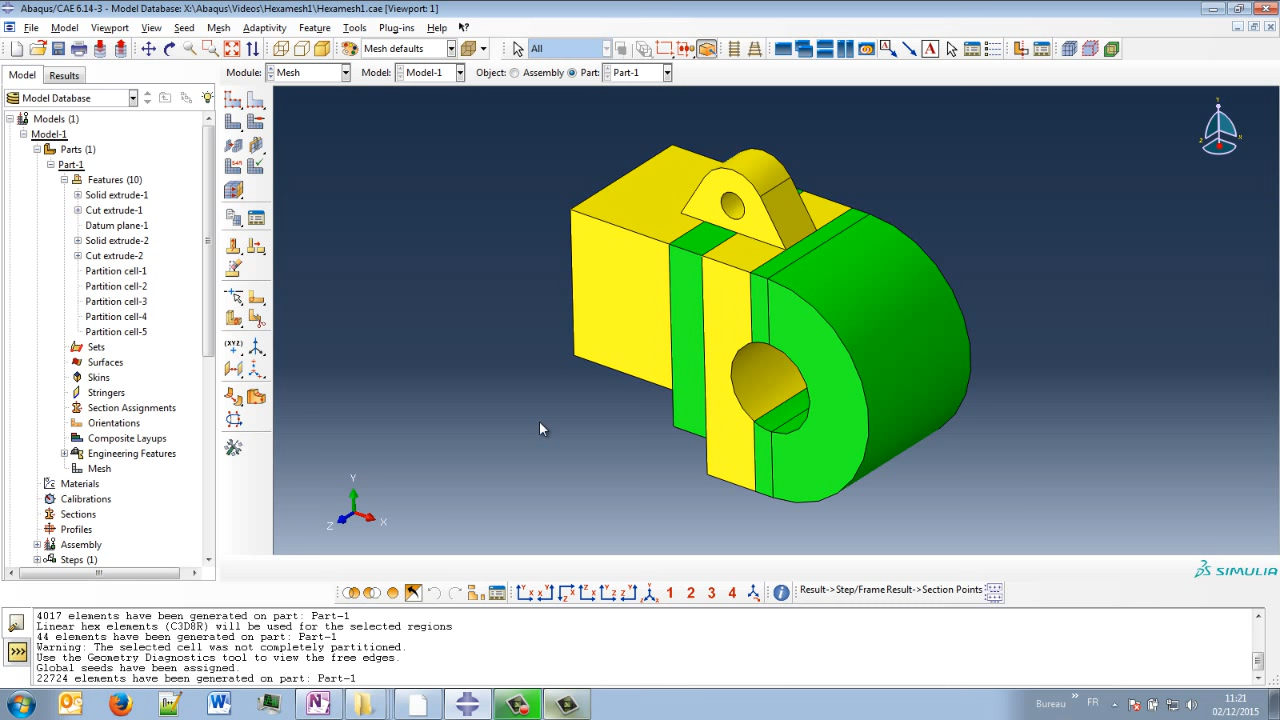 Abaqus/CAE 6.14-3 - Model Database: X:\Abaqus\Videos\Hexamesh1\Hexamesh1.cae [Viewport: 1]
File Model Viewport View Seed Mesh Adaptivity Feature Tools Plug-ins Help
Mesh defaults All
Model Results Module: Mesh Model: Model-1 Object: Assembly Part: Part-1
Model Database
Models (1)
Model-1
Parts (1)
Part-1
Features (10)
Solid extrude-1
Cut extrude-1
Datum plane-1
Solid extrude-2
Cut extrude-2
Partition cell-1
Partition cell-2
Partition cell-3
Partition cell-4
Partition cell-5
Sets
Surfaces
Skins
Stringers
Section Assignments
Orientations
Composite Layups
Engineering Features
Mesh
Materials
Calibrations
Sections
Profiles
Assembly
Steps (1)
(XYZ)
Y
Z X
SIMULIA
1 2 3 4 Result->Step/Frame Result->Section Points
4017 elements have been generated on part: Part-1
Linear hex elements (C3D8R) will be used for the selected regions
44 elements have been generated on part: Part-1
Warning: The selected cell was not completely partitioned.
Use the Geometry Diagnostics tool to view the free edges.
Global seeds have been assigned.
22724 elements have been generated on part: Part-1
>>>
Bureau » FR 11:21
02/12/2015